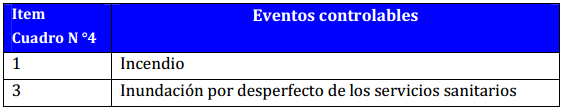 Item Eventos controlables
Cuadro N °4
1 Incendio
3 Inundación por desperfecto de los servicios sanitarios